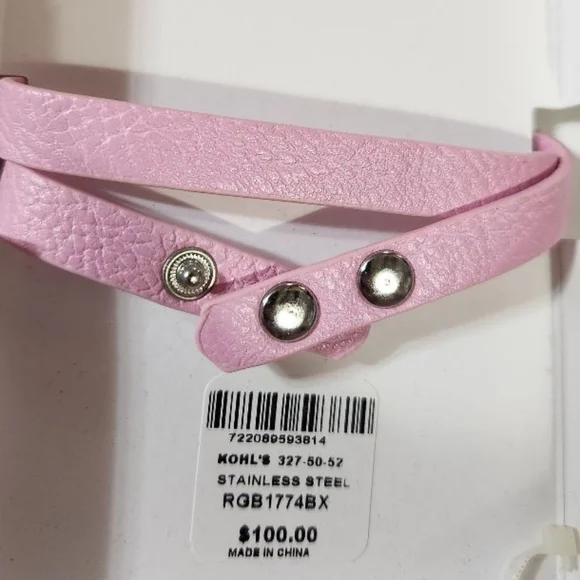 722089593814
KOHL'S 327-50-52
STAINLESS STEEL
RGB1774BX
$100.00
MADE IN CHINA